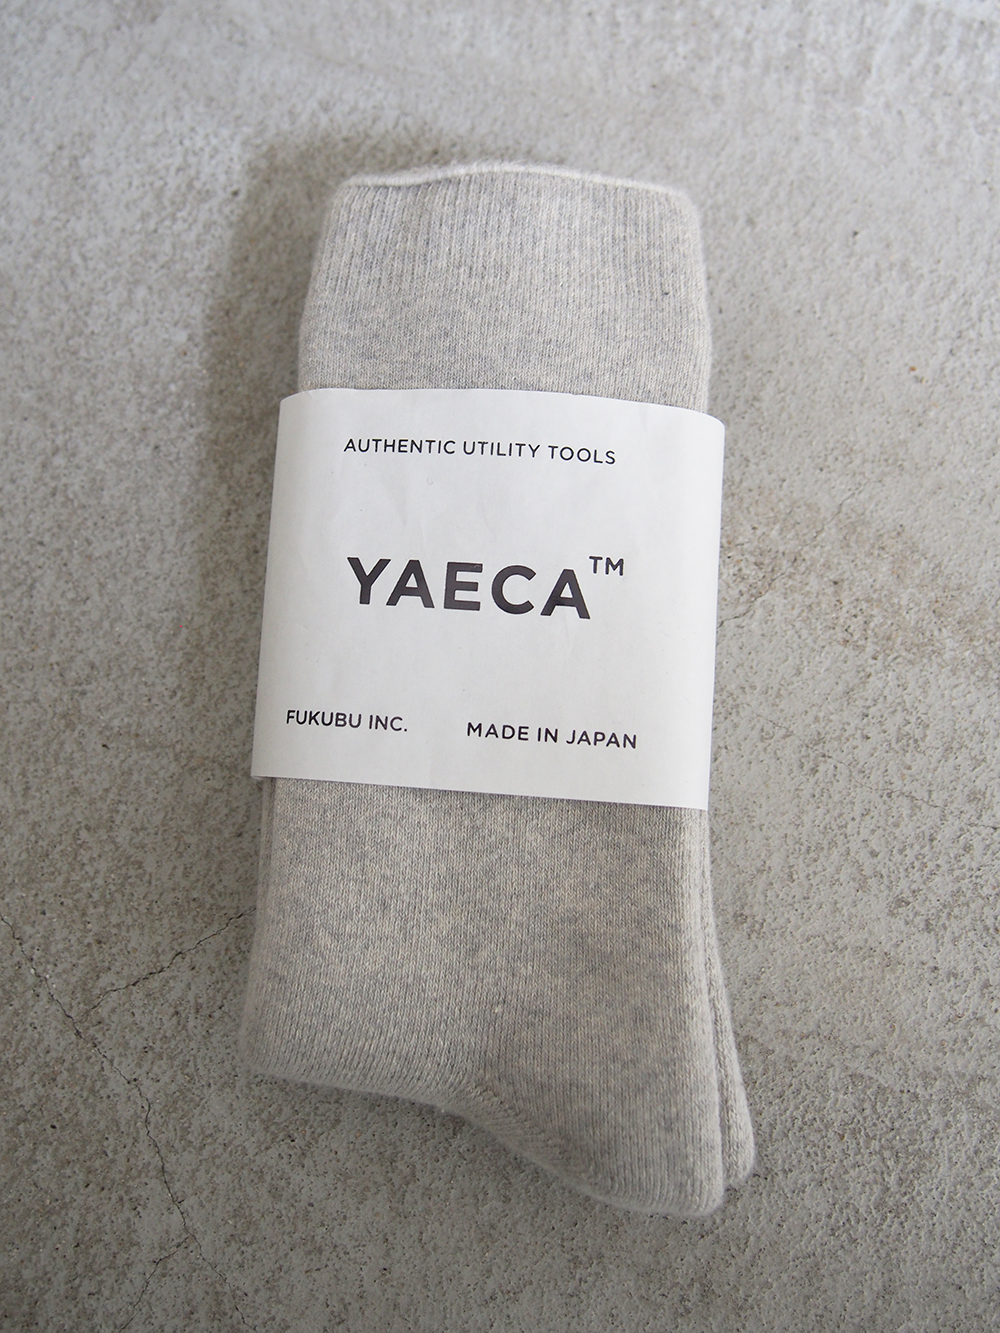 AUTHENTIC UTILITY TOOLS
YAECA™
FUKUBU INC. MADE IN JAPAN